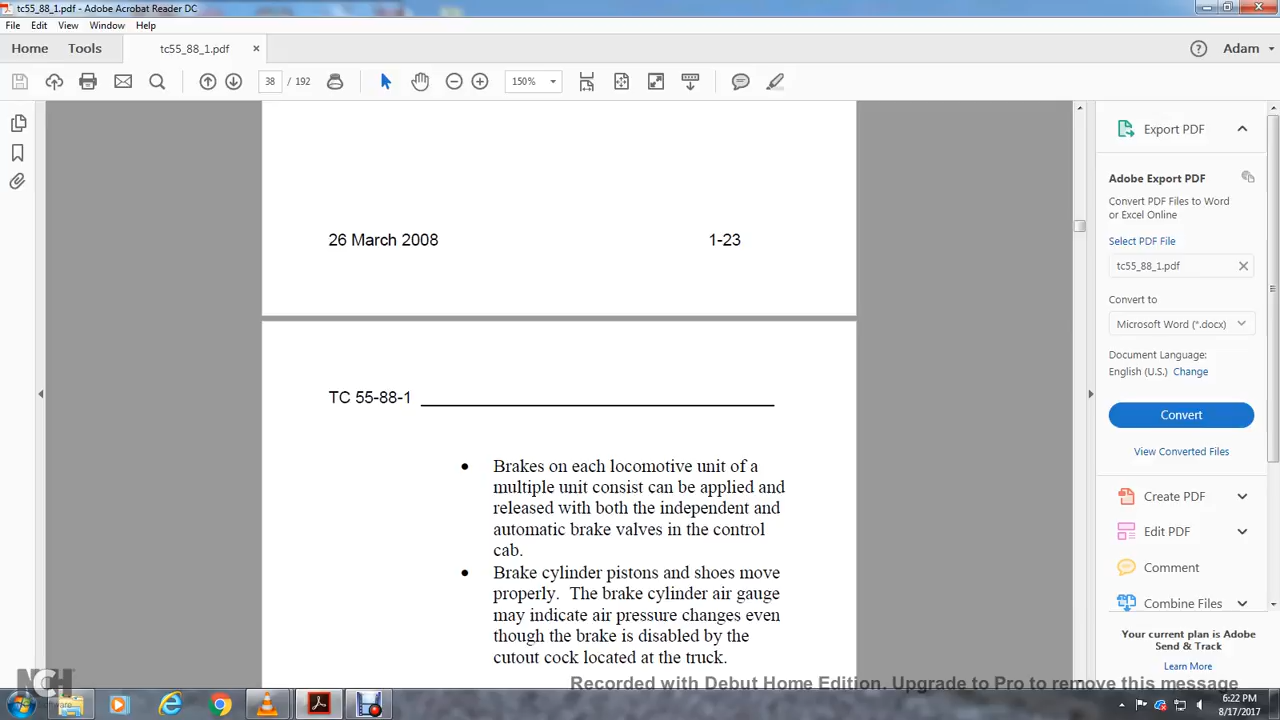 tc55_88_1.pdf - Adobe Acrobat Reader DC
File Edit View Window Help
Home Tools tc55_88_1.pdf × Adam
38 / 192 150%
26 March 2008 1-23
TC 55-88-1
• Brakes on each locomotive unit of a
multiple unit consist can be applied and
released with both the independent and
automatic brake valves in the control
cab.
• Brake cylinder pistons and shoes move
properly. The brake cylinder air gauge
may indicate air pressure changes even
though the brake is disabled by the
cutout cock located at the truck.
Export PDF
Adobe Export PDF
Convert PDF Files to Word
or Excel Online
Select PDF File
tc55_88_1.pdf
Convert to
Microsoft Word (*.docx)
Document Language:
English (U.S.) Change
Convert
View Converted Files
Create PDF
Edit PDF
Comment
Combine Files
Your current plan is Adobe
Send & Track
Learn More
NCH
Recorded with Debut Home Edition. Upgrade to Pro to remove this message
6:22 PM
8/17/2017